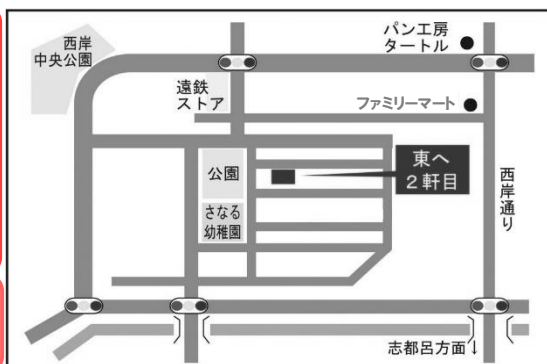 西岸
中央公園
パン工房
タートル
遠鉄
ストア
ファミリーマート
公園
東へ
2軒目
さなる
幼稚園
西岸通り
志都呂方面↓